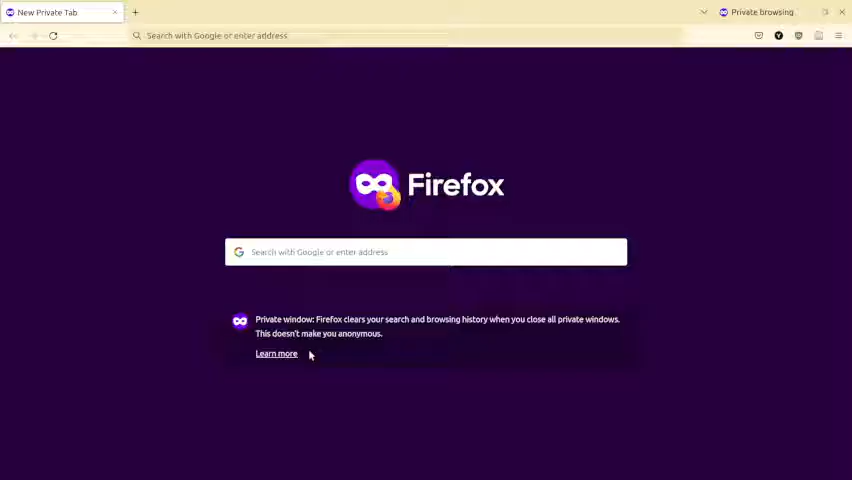 New Private Tab
Private browsing
Search with Google or enter address
Firefox
Search with Google or enter address
Private window: Firefox clears your search and browsing history when you close all private windows.
This doesn't make you anonymous.
Learn more